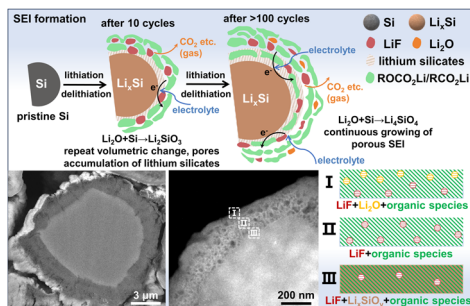 SEI formation
after 10 cycles
after >100 cycles
Si
LixSi
LiF
Li2O
lithium silicates
ROCO2Li/RCO2Li
CO2 etc.
(gas)
electrolyte
Si
lithiation
delithiation
LixSi
e-
electrolyte
lithiation
delithiation
LixSi
e-
CO2 etc.
(gas)
e-
electrolyte
pristine Si
Li2O+Si→Li2SiO3
repeat volumetric change, pores
accumulation of lithium silicates
Li2O+Si→Li4SiO4
continuous growing of
porous SEI
3 μm
I
II
III
200 nm
I
LiF+Li2O+organic species
II
LiF+organic species
III
LiF+LixSiOy+organic species